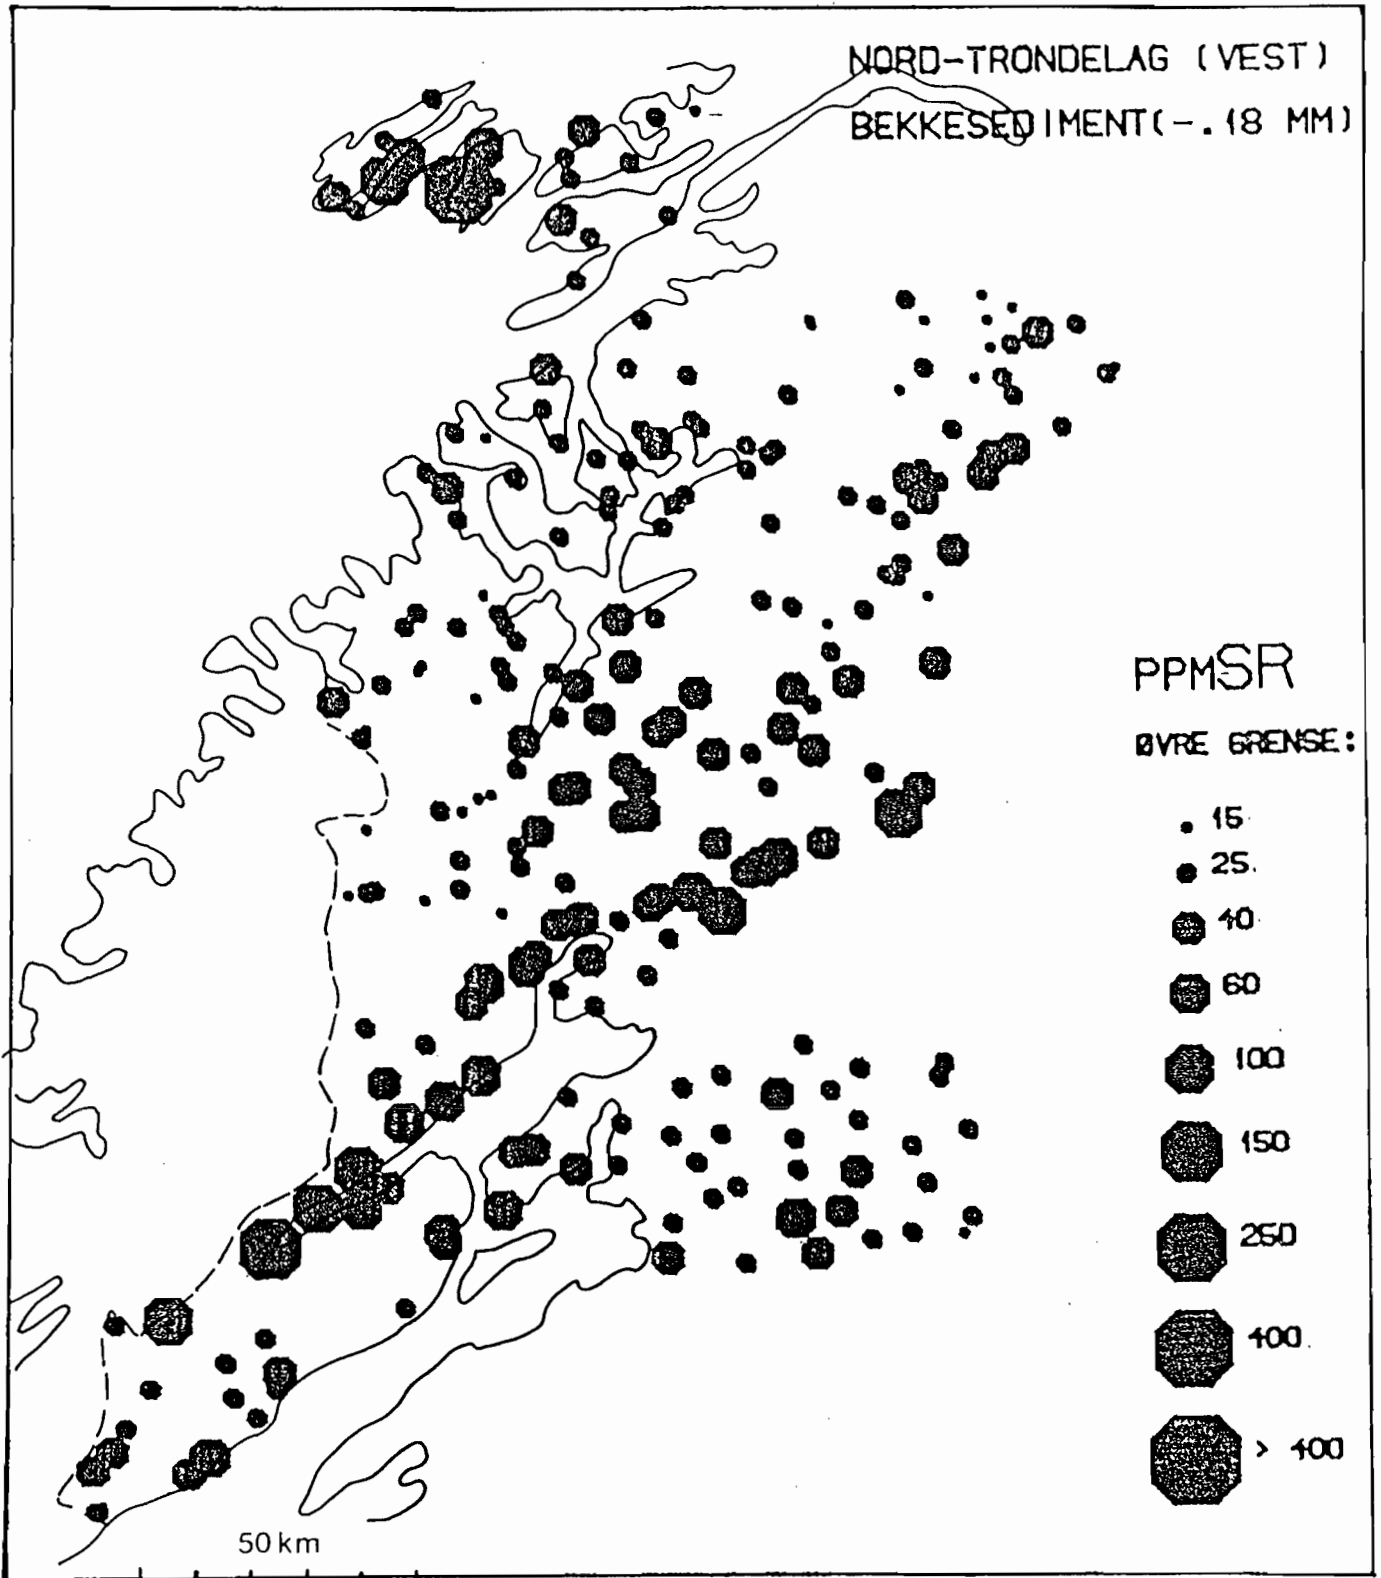 NORD-TRONDELAG (VEST)
BEKKESEDIMENT(-.18 MM)
PPMSR
ØVRE GRENSE:
15
25.
40
60
100
150
250
400
> 400
50 km